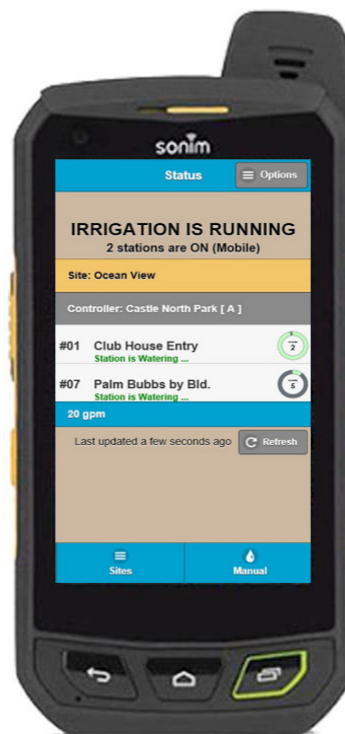 sonim
Status
Options
IRRIGATION IS RUNNING
2 stations are ON (Mobile)
Site: Ocean View
Controller: Castle North Park [ A ]
#01 Club House Entry
2
Station is Watering ...
#07 Palm Bubbs by Bld.
5
Station is Watering ...
20 gpm
Last updated a few seconds ago
Refresh
Sites
Manual